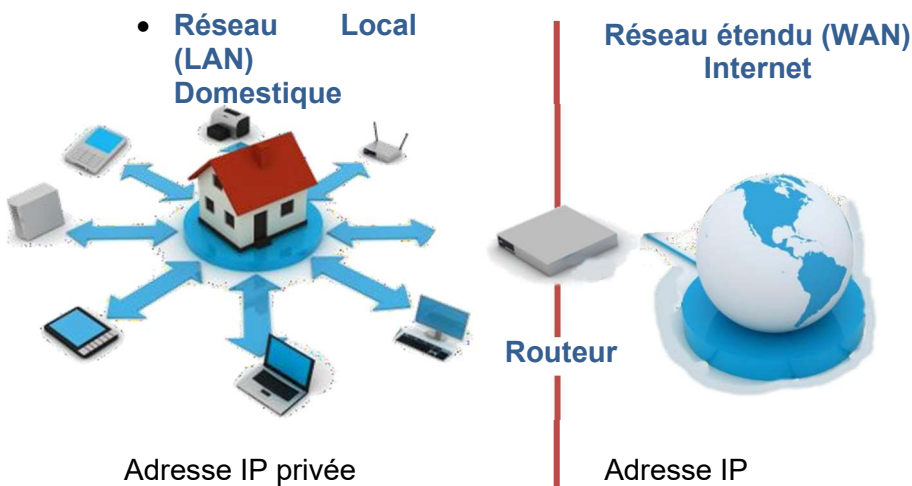 • Réseau Local
(LAN)
Domestique
Réseau étendu (WAN)
Internet
Routeur
Adresse IP privée
Adresse IP